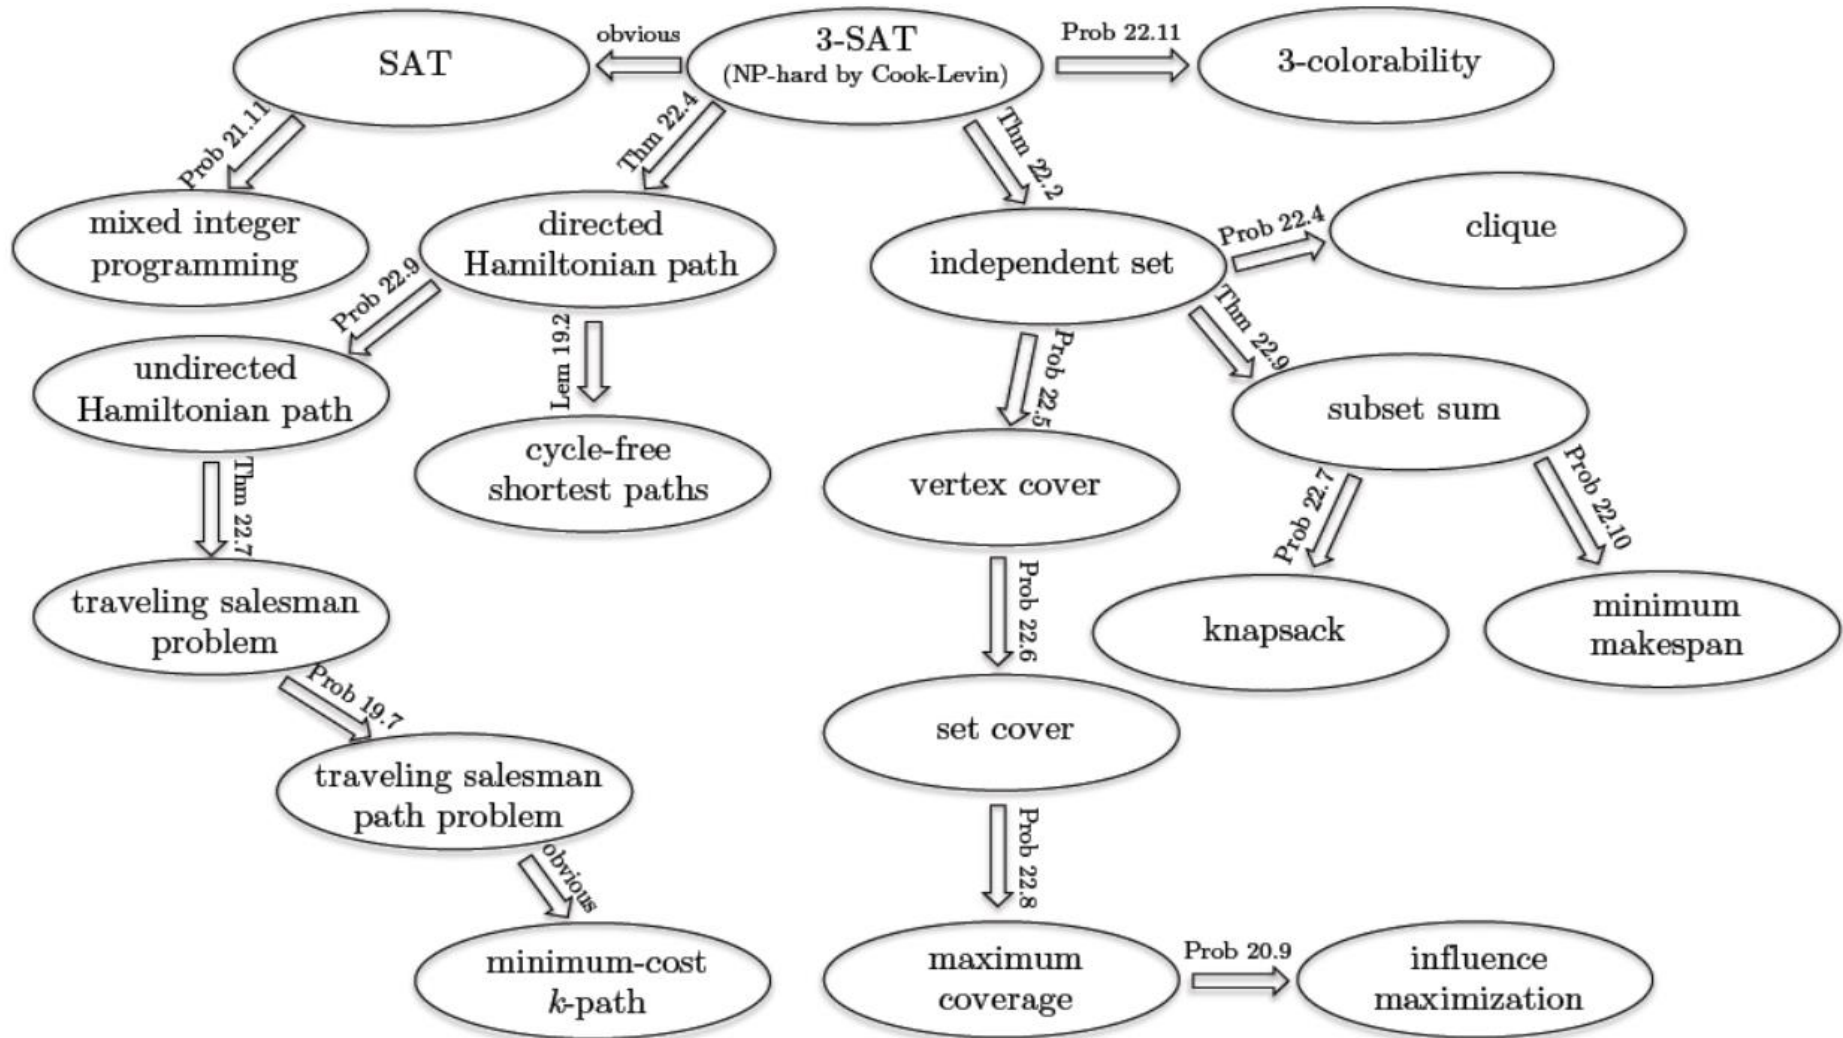 SAT
obvious
3-SAT
(NP-hard by Cook-Levin)
Prob 22.11
3-colorability
Prob 21.11
Thm 22.4
Thm 22.2
mixed integer
programming
directed
Hamiltonian path
independent set
Prob 22.4
clique
Prob 22.9
Lem 19.2
Prob 22.5
Thm 22.9
undirected
Hamiltonian path
cycle-free
shortest paths
vertex cover
subset sum
Thm 22.7
Prob 22.6
Prob 22.7
Prob 22.10
traveling salesman
problem
knapsack
minimum
makespan
Prob 19.7
set cover
traveling salesman
path problem
Prob 22.8
obvious
minimum-cost
k-path
maximum
coverage
Prob 20.9
influence
maximization